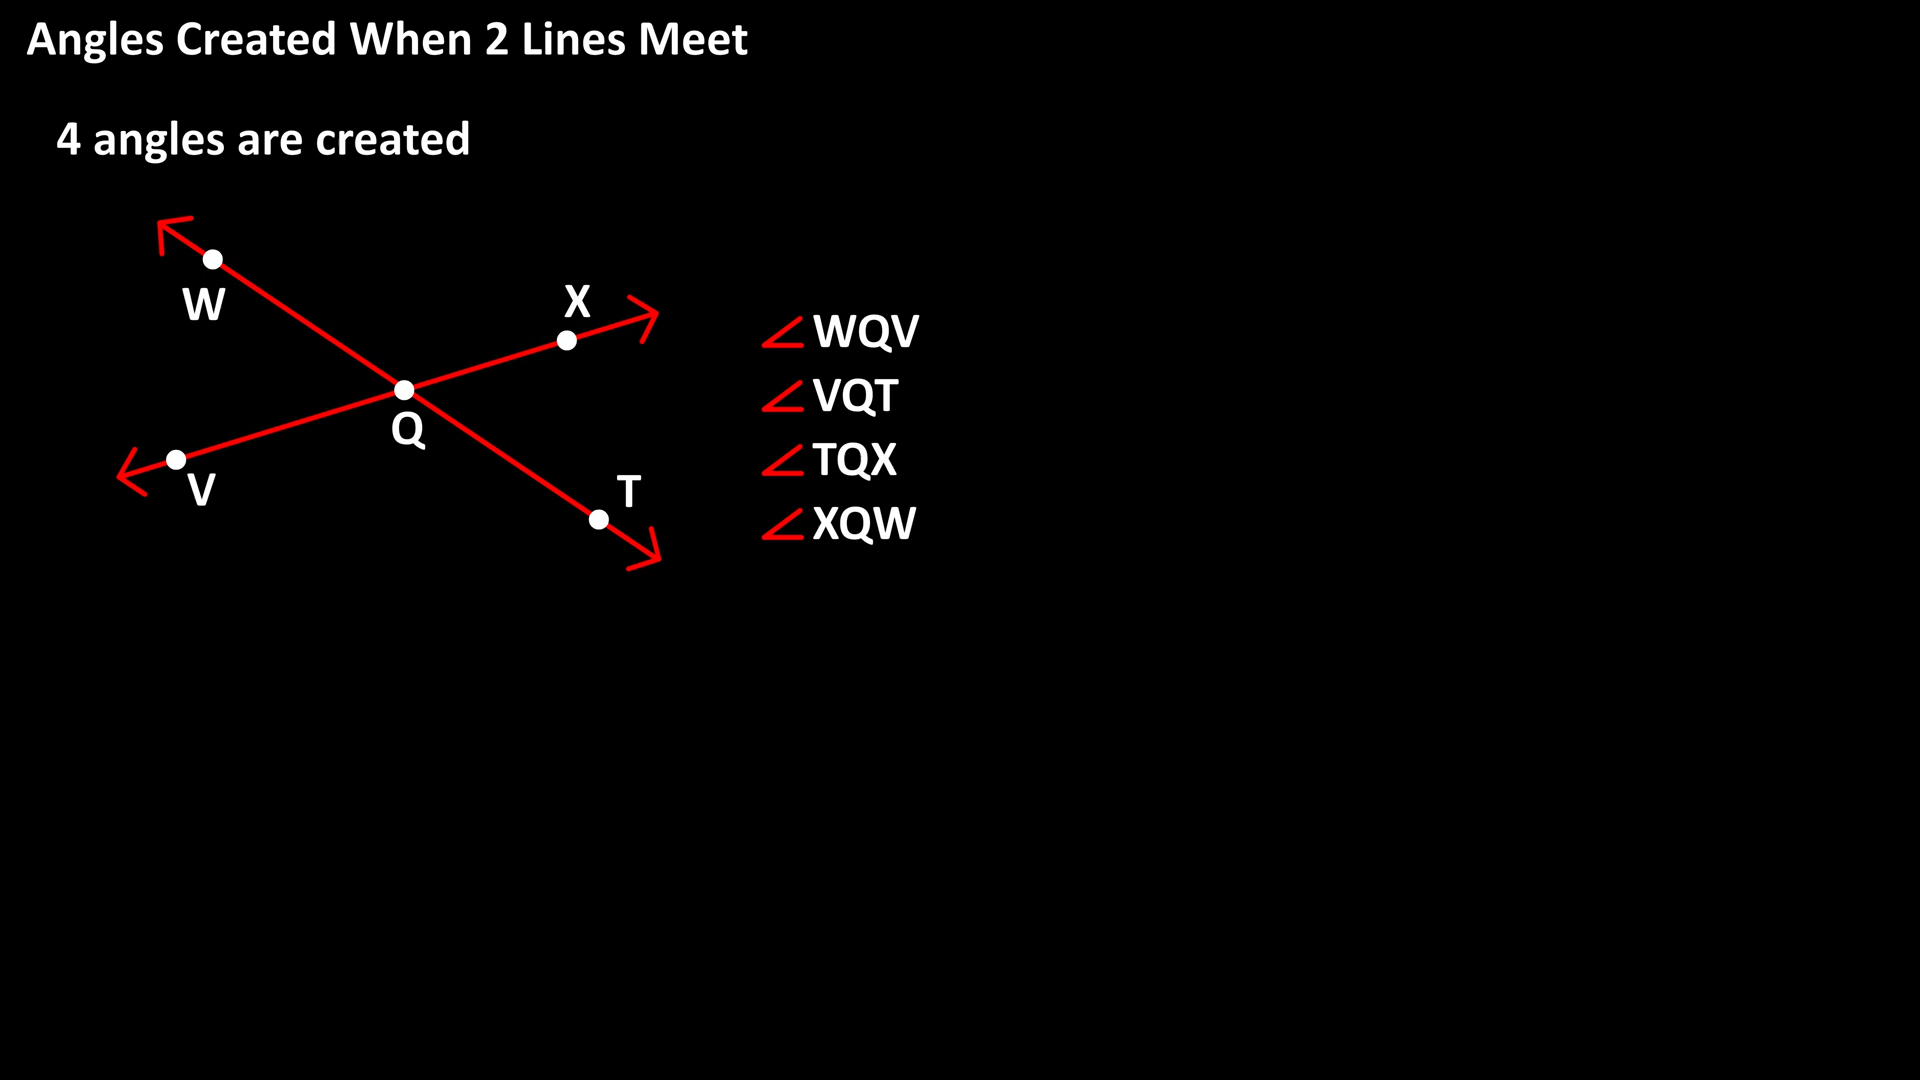 Angles Created When 2 Lines Meet
4 angles are created
W
X
Q
V
T
∠WQV
∠VQT
∠TQX
∠XQW